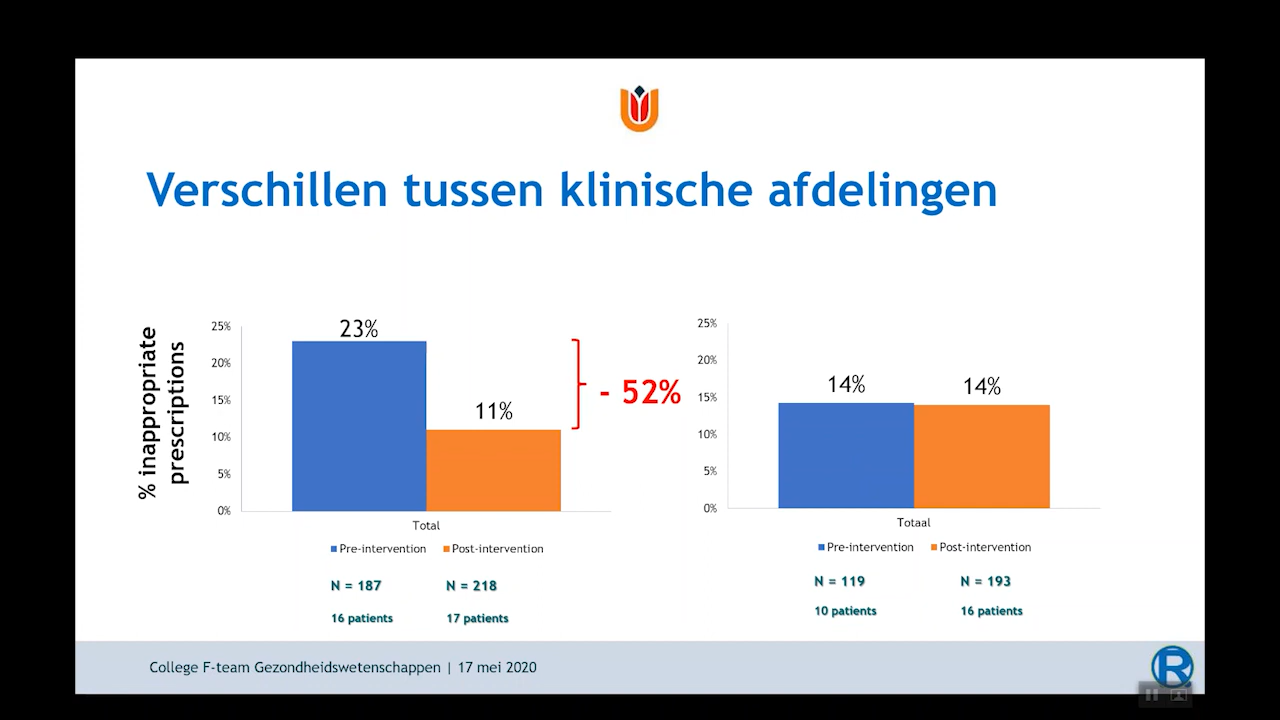 Verschillen tussen klinische afdelingen
% inappropriate
prescriptions
25%
20%
15%
10%
5%
0%
23%
11%
- 52%
Total
Pre-intervention Post-intervention
N = 187 N = 218
16 patients 17 patients
25%
20%
15%
10%
5%
0%
14% 14%
Totaal
Pre-intervention Post-intervention
N = 119 N = 193
10 patients 16 patients
College F-team Gezondheidswetenschappen | 17 mei 2020
R